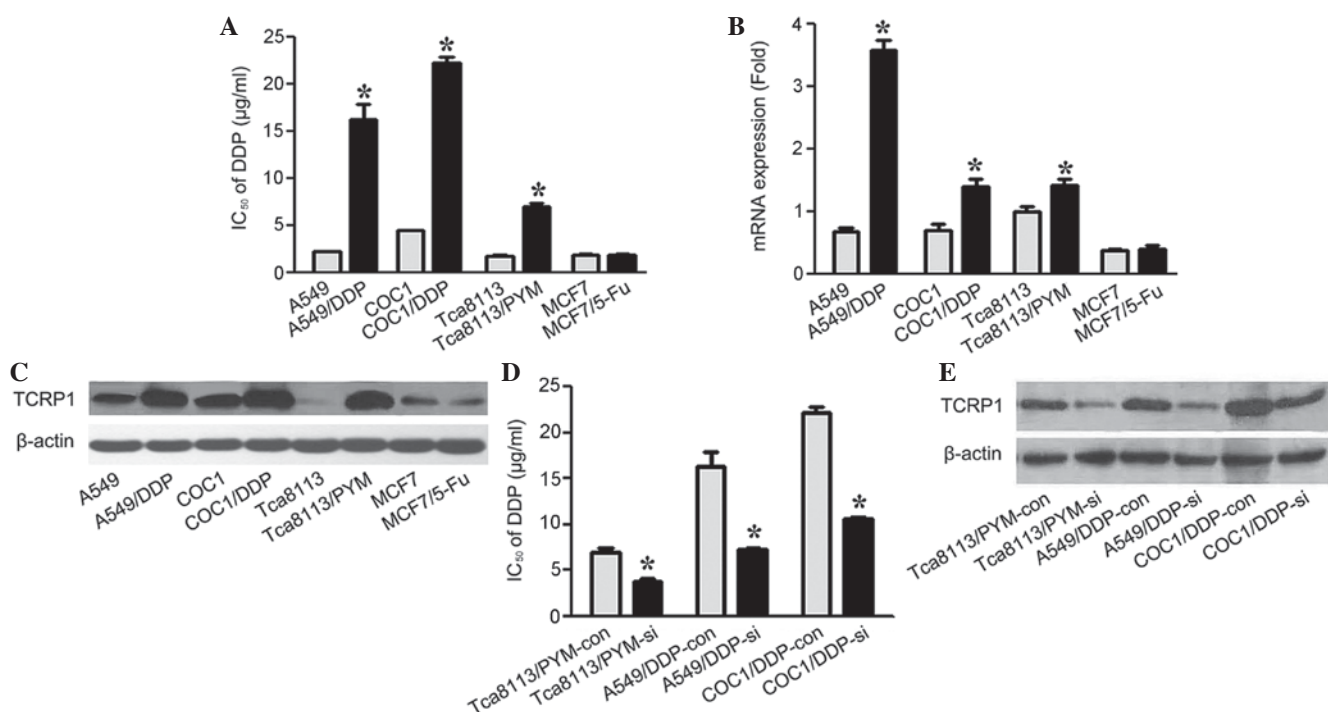 A
IC₅₀ of DDP (µg/ml)
25
20
15
10
5
0
*
*
*
A549
A549/DDP
COC1
COC1/DDP
Tca8113
Tca8113/PYM
MCF7
MCF7/5-Fu
B
mRNA expression (Fold)
4
3
2
1
0
*
*
*
A549
A549/DDP
COC1
COC1/DDP
Tca8113
Tca8113/PYM
MCF7
MCF7/5-Fu
C
TCRP1
β-actin
A549
A549/DDP
COC1
COC1/DDP
Tca8113
Tca8113/PYM
MCF7
MCF7/5-Fu
D
IC₅₀ of DDP (µg/ml)
25
20
15
10
5
0
*
*
*
Tca8113/PYM-con
Tca8113/PYM-si
A549/DDP-con
A549/DDP-si
COC1/DDP-con
COC1/DDP-si
E
TCRP1
β-actin
Tca8113/PYM-con
Tca8113/PYM-si
A549/DDP-con
A549/DDP-si
COC1/DDP-con
COC1/DDP-si